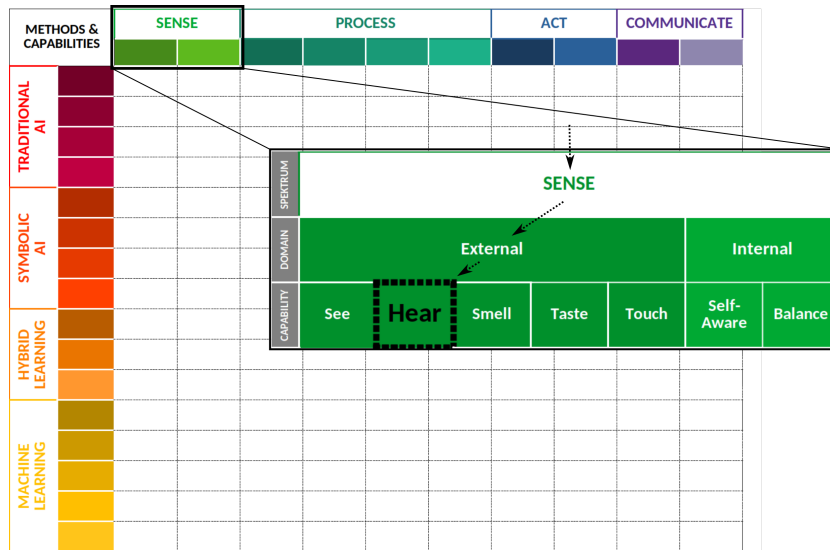 METHODS &
CAPABILITIES
SENSE
PROCESS
ACT
COMMUNICATE
TRADITIONAL
AI
SYMBOLIC
AI
HYBRID
LEARNING
MACHINE
LEARNING
SPEKTRUM
SENSE
DOMAIN
External
Internal
CAPABILITY
See
Hear
Smell
Taste
Touch
Self-
Aware
Balance